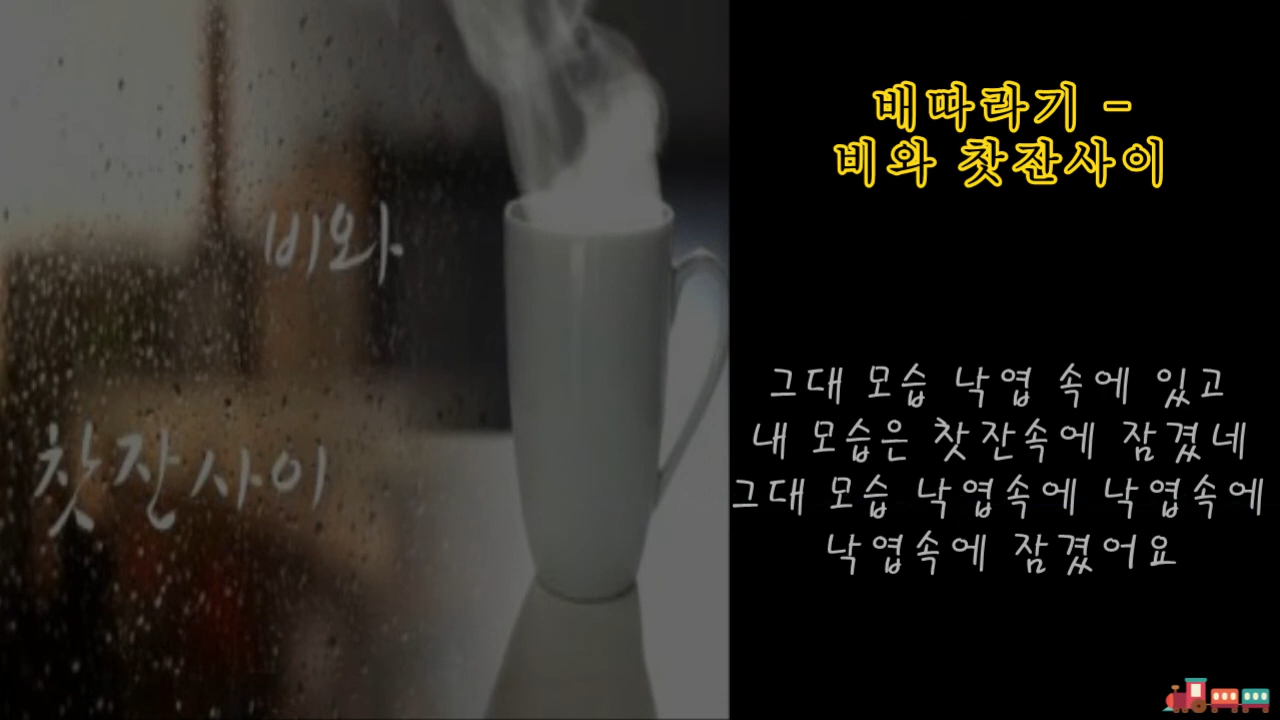 비와
찻잔사이
배따라기 -
비와 찻잔사이
그대 모습 낙엽 속에 있고
내 모습은 찻잔속에 잠겼네
그대 모습 낙엽속에 낙엽속에
낙엽속에 잠겼어요